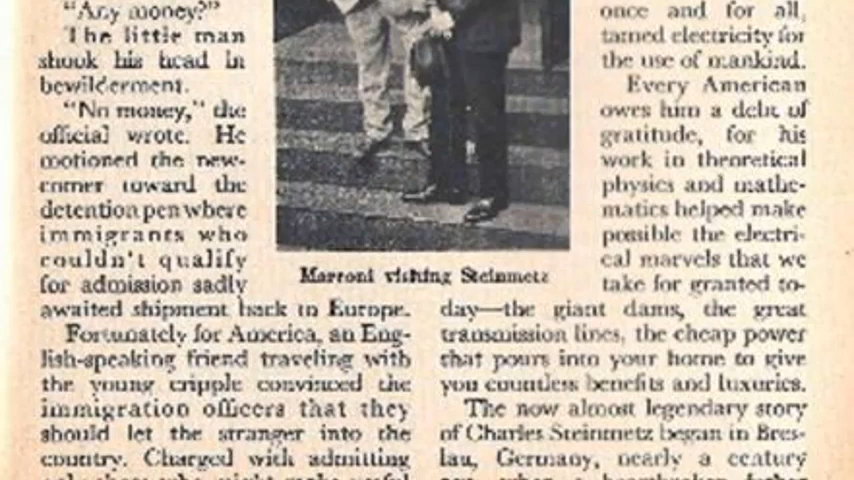 "Any money?"
The little man
shook his head in
bewilderment.
"No money," the
official wrote. He
motioned the new-
comer toward the
detention pen where
immigrants who
couldn't qualify
for admission sadly
awaited shipment back to Europe.
Fortunately for America, an Eng-
lish-speaking friend traveling with
the young cripple convinced the
immigration officers that they
should let the stranger into the
country. Charged with admitting
Marconi visiting Steinmetz
once and for all,
tamed electricity for
the use of mankind.
Every American
owes him a debt of
gratitude, for his
work in theoretical
physics and mathe-
matics helped make
possible the electri-
cal marvels that we
take for granted to-
day—the giant dams, the great
transmission lines, the cheap power
that pours into your home to give
you countless benefits and luxuries.
The now almost legendary story
of Charles Steinmetz began in Bres-
lau, Germany, nearly a century